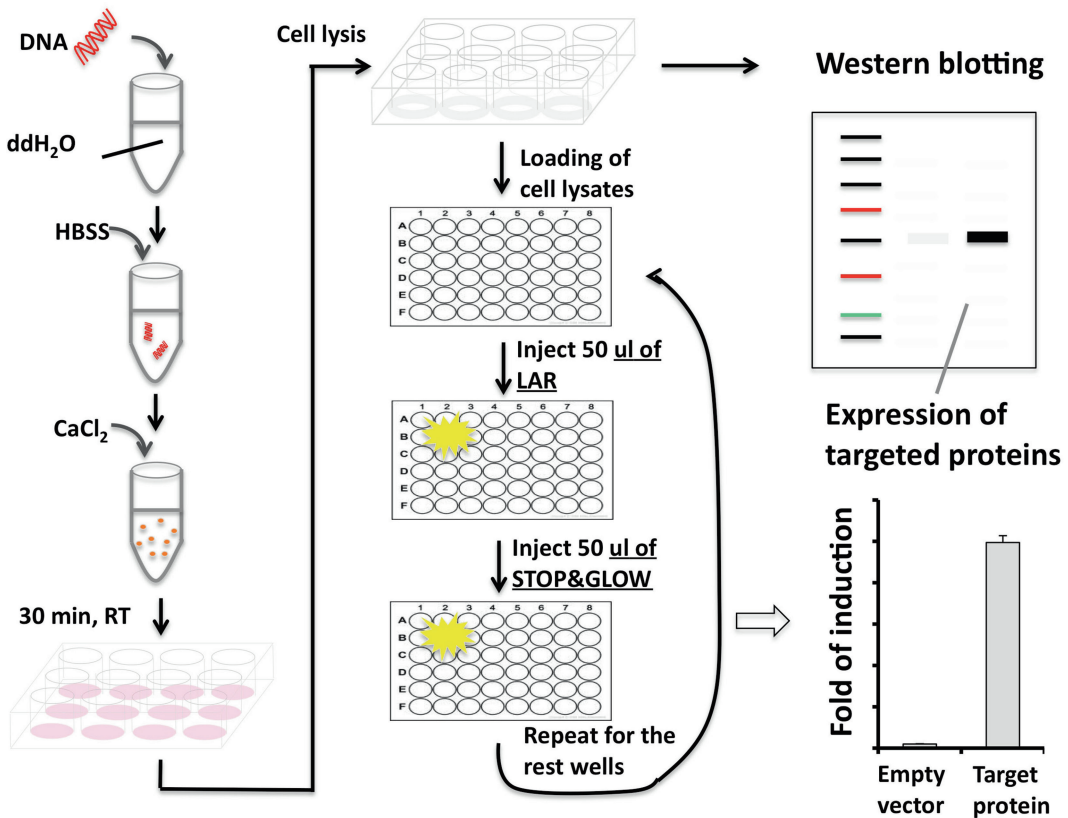 DNA
ddH₂O
HBSS
CaCl₂
30 min, RT
Cell lysis
Loading of
cell lysates
1 2 3 4 5 6 7 8
A
B
C
D
E
F
Inject 50 ul of
LAR
1 2 3 4 5 6 7 8
A
B
C
D
E
F
Inject 50 ul of
STOP&GLOW
1 2 3 4 5 6 7 8
A
B
C
D
E
F
Repeat for the
rest wells
Western blotting
Expression of
targeted proteins
Fold of induction
Empty
vector
Target
protein